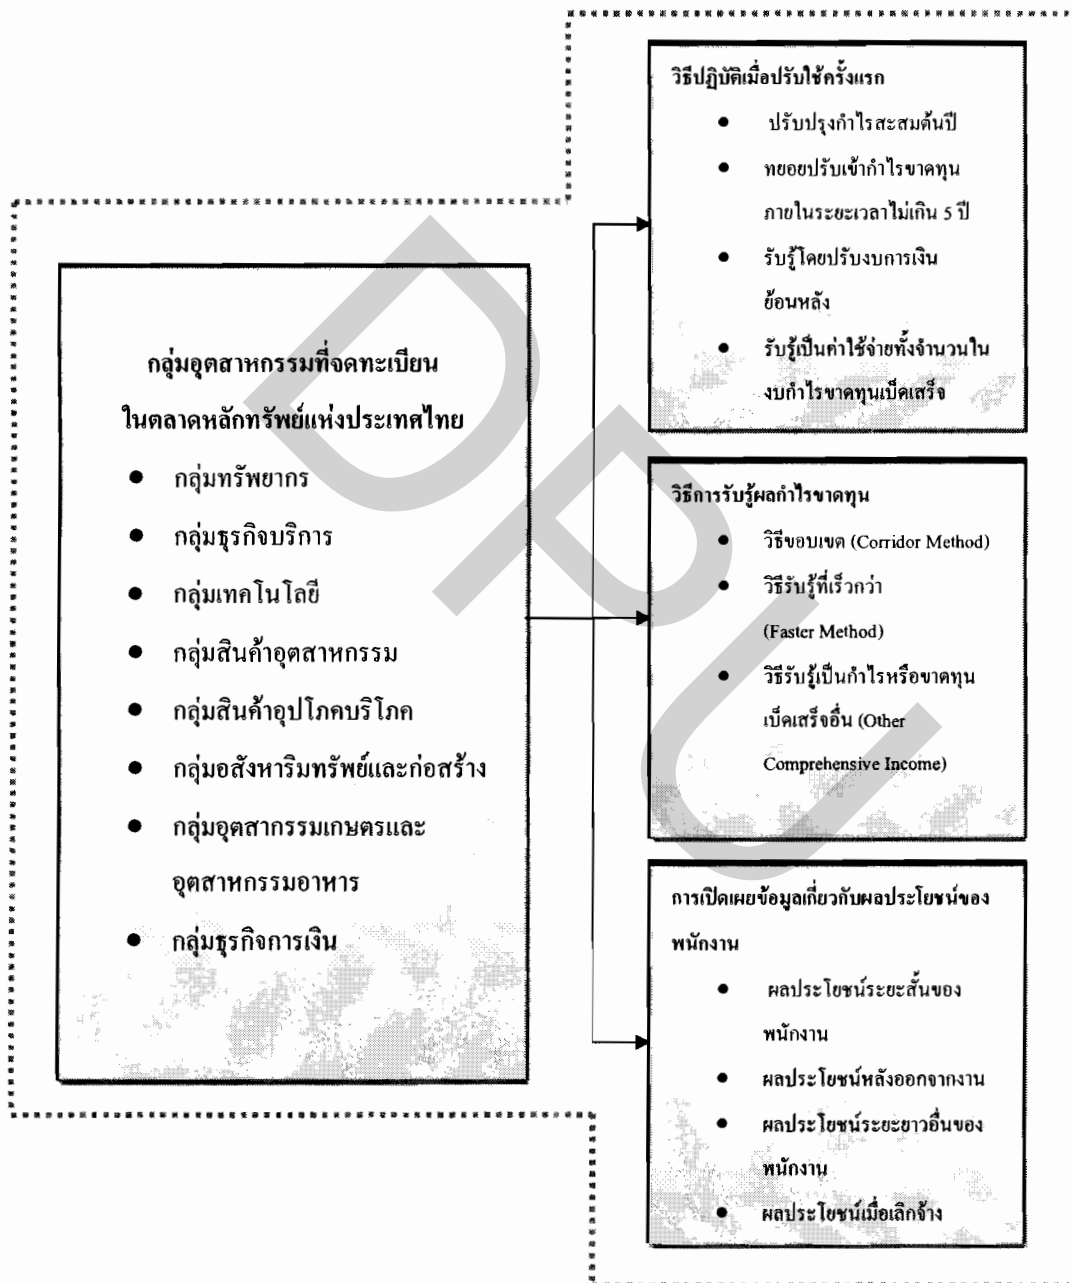 กลุ่มอุตสาหกรรมที่จดทะเบียน
ในตลาดหลักทรัพย์แห่งประเทศไทย
● กลุ่มทรัพยากร
● กลุ่มธุรกิจบริการ
● กลุ่มเทคโนโลยี
● กลุ่มสินค้าอุตสาหกรรม
● กลุ่มสินค้าอุปโภคบริโภค
● กลุ่มอสังหาริมทรัพย์และก่อสร้าง
● กลุ่มอุตสากรรมเกษตรและ
อุตสาหกรรมอาหาร
● กลุ่มธุรกิจการเงิน
วิธีปฏิบัติเมื่อปรับใช้ครั้งแรก
● ปรับปรุงกำไรสะสมต้นปี
● ทยอยปรับเข้ากำไรขาดทุน
ภายในระยะเวลาไม่เกิน 5 ปี
● รับรู้โดยปรับงบการเงิน
ย้อนหลัง
● รับรู้เป็นค่าใช้จ่ายทั้งจำนวนใน
งบกำไรขาดทุนเบ็ดเสร็จ
วิธีการรับรู้ผลกำไรขาดทุน
● วิธีขอบเขต (Corridor Method)
● วิธีรับรู้ที่เร็วกว่า
(Faster Method)
● วิธีรับรู้เป็นกำไรหรือขาดทุน
เบ็ดเสร็จอื่น (Other
Comprehensive Income)
การเปิดเผยข้อมูลเกี่ยวกับผลประโยชน์ของ
พนักงาน
● ผลประโยชน์ระยะสั้นของ
พนักงาน
● ผลประโยชน์หลังออกจากงาน
● ผลประโยชน์ระยะยาวอื่นของ
พนักงาน
● ผลประโยชน์เมื่อเลิกจ้าง
DPU